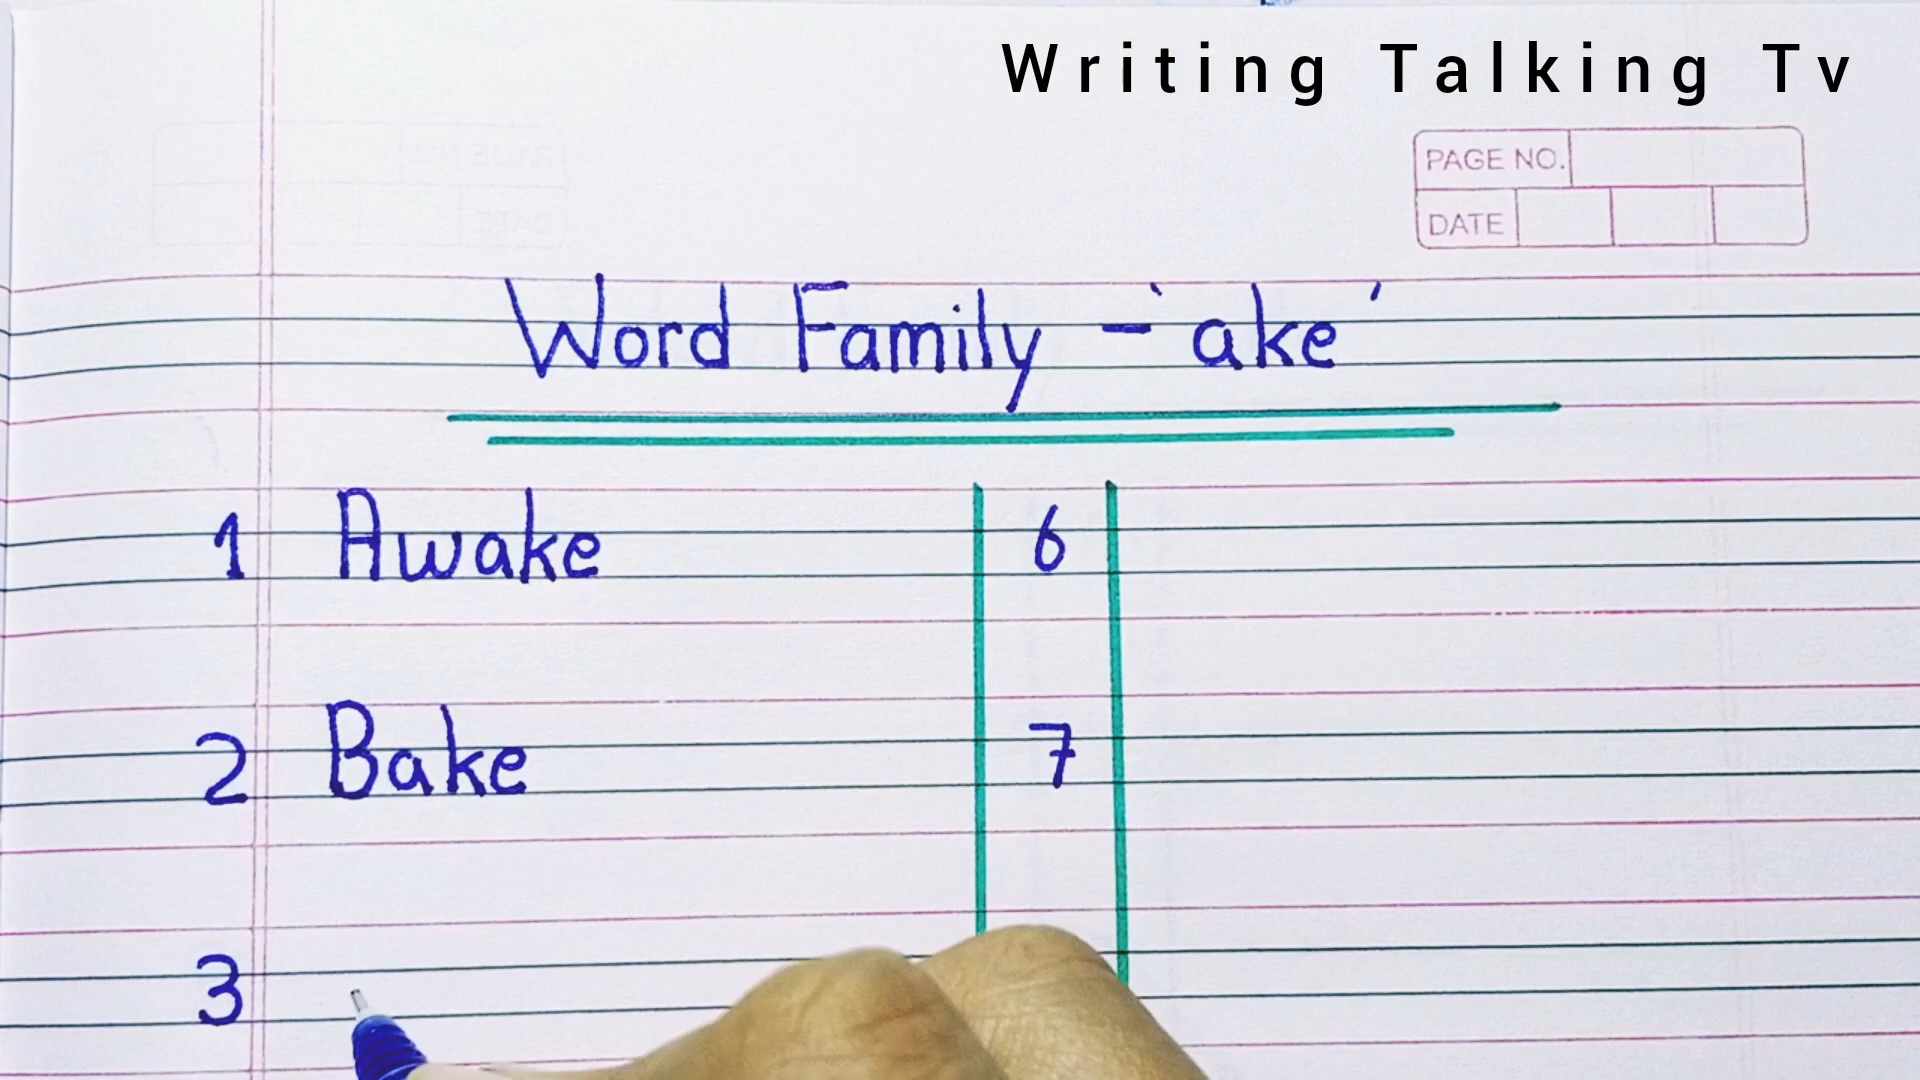 Writing Talking Tv
PAGE NO.
DATE
Word Family - 'ake'
1 Awake 6
2 Bake 7
3